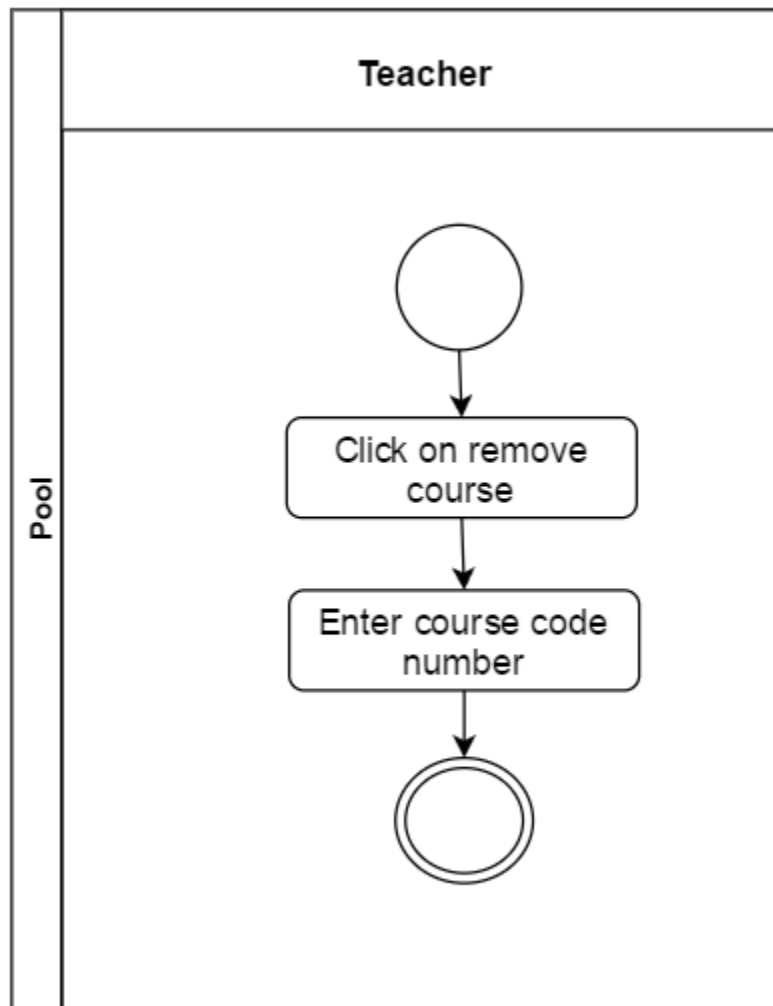 Teacher
Pool
Click on remove
course
Enter course code
number